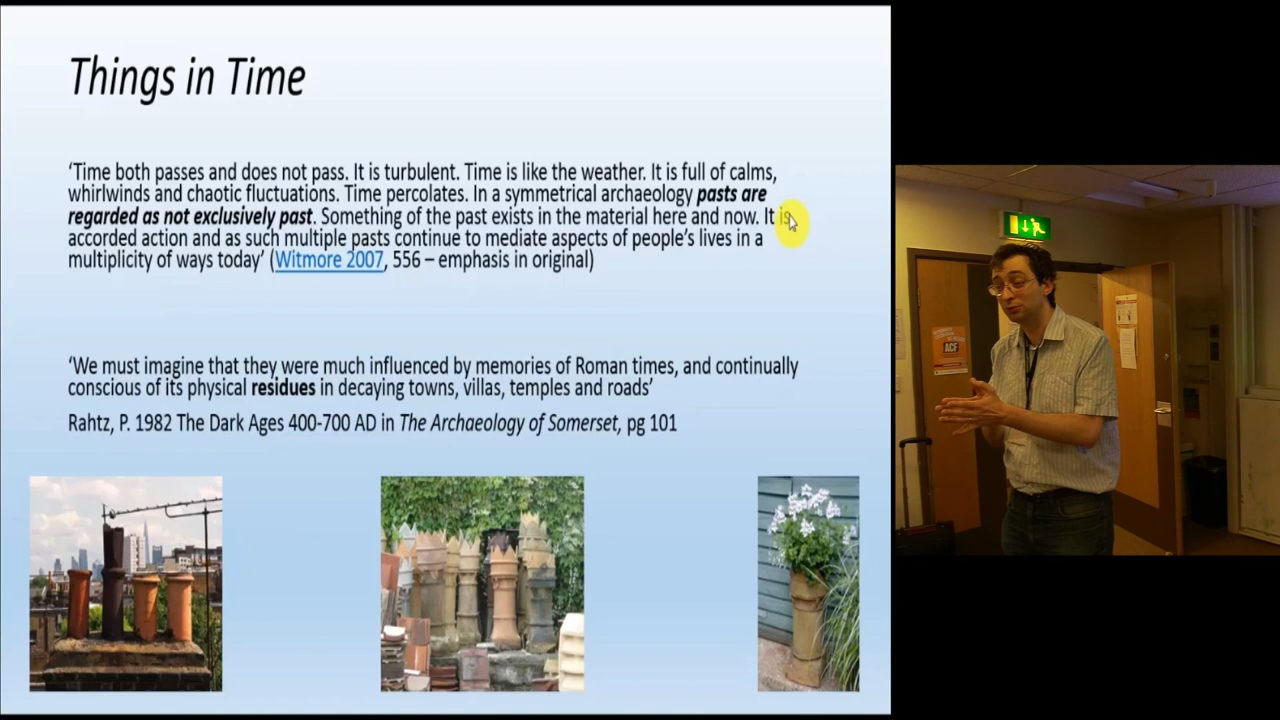 Things in Time
‘Time both passes and does not pass. It is turbulent. Time is like the weather. It is full of calms,
whirlwinds and chaotic fluctuations. Time percolates. In a symmetrical archaeology pasts are
regarded as not exclusively past. Something of the past exists in the material here and now. It is
accorded action and as such multiple pasts continue to mediate aspects of people’s lives in a
multiplicity of ways today’ (Witmore 2007, 556 – emphasis in original)
‘We must imagine that they were much influenced by memories of Roman times, and continually
conscious of its physical residues in decaying towns, villas, temples and roads’
Rahtz, P. 1982 The Dark Ages 400-700 AD in The Archaeology of Somerset, pg 101
ACF